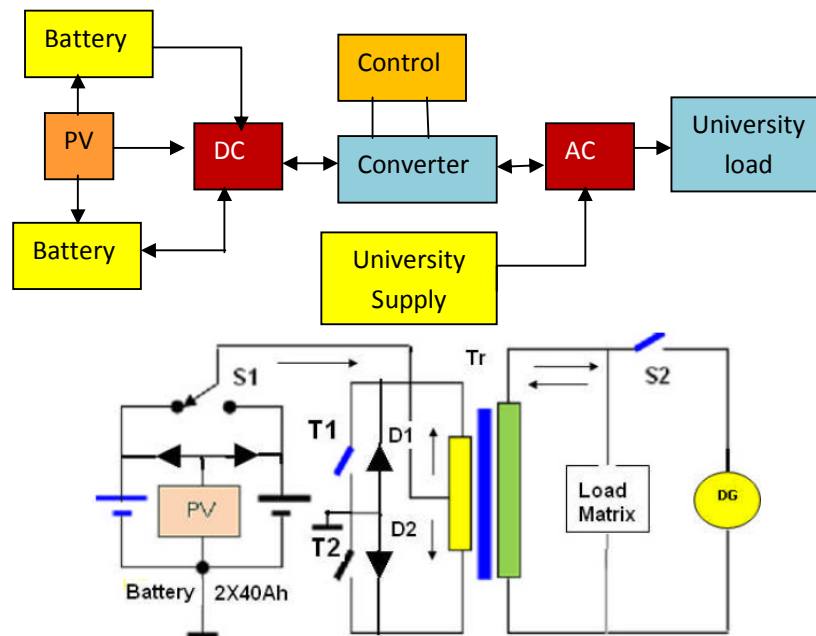 Battery
Control
PV
DC
Converter
AC
University
load
Battery
University
Supply
Tr
S1
S2
T1
D1
PV
Load
Matrix
DG
T2
D2
Battery 2X40Ah